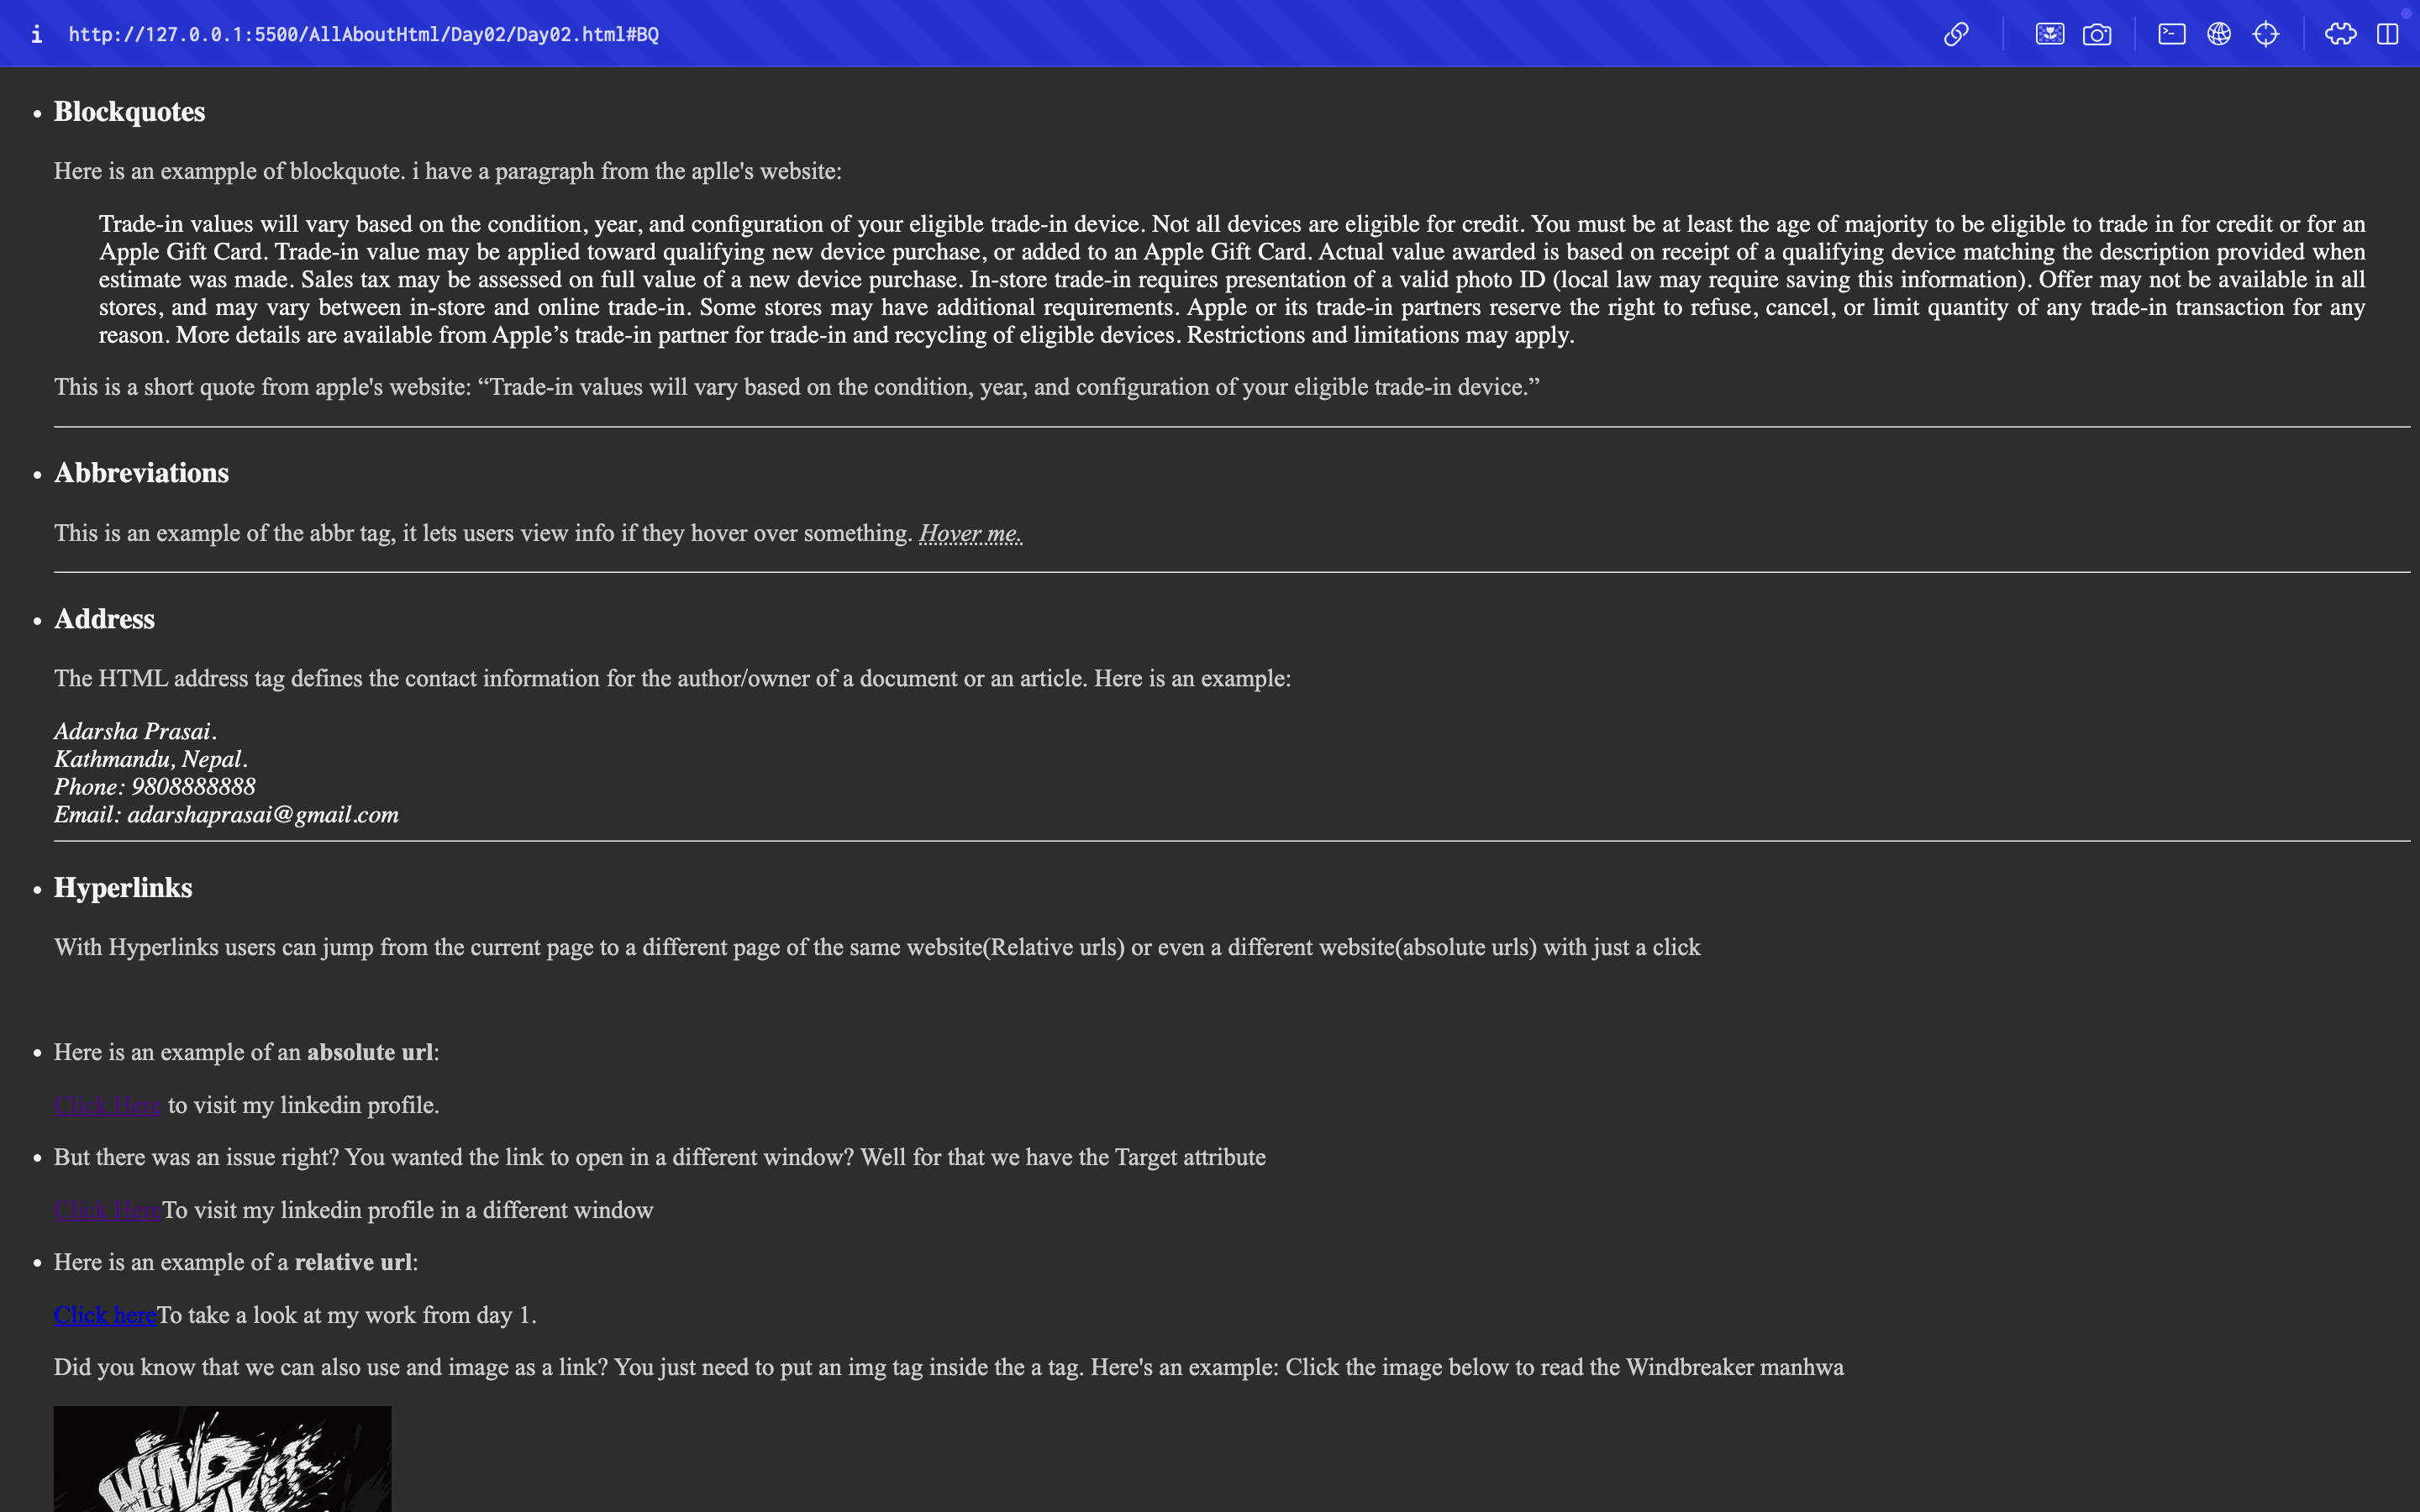 http://127.0.0.1:5500/AllAboutHtml/Day02/Day02.html#BQ
Blockquotes
Here is an exampple of blockquote. i have a paragraph from the aplle's website:
Trade-in values will vary based on the condition, year, and configuration of your eligible trade-in device. Not all devices are eligible for credit. You must be at least the age of majority to be eligible to trade in for credit or for an
Apple Gift Card. Trade-in value may be applied toward qualifying new device purchase, or added to an Apple Gift Card. Actual value awarded is based on receipt of a qualifying device matching the description provided when
estimate was made. Sales tax may be assessed on full value of a new device purchase. In-store trade-in requires presentation of a valid photo ID (local law may require saving this information). Offer may not be available in all
stores, and may vary between in-store and online trade-in. Some stores may have additional requirements. Apple or its trade-in partners reserve the right to refuse, cancel, or limit quantity of any trade-in transaction for any
reason. More details are available from Apple’s trade-in partner for trade-in and recycling of eligible devices. Restrictions and limitations may apply.
This is a short quote from apple's website: “Trade-in values will vary based on the condition, year, and configuration of your eligible trade-in device.”
Abbreviations
This is an example of the abbr tag, it lets users view info if they hover over something. Hover me.
Address
The HTML address tag defines the contact information for the author/owner of a document or an article. Here is an example:
Adarsha Prasai.
Kathmandu, Nepal.
Phone: 9808888888
Email: adarshaprasai@gmail.com
Hyperlinks
With Hyperlinks users can jump from the current page to a different page of the same website(Relative urls) or even a different website(absolute urls) with just a click
Here is an example of an absolute url:
Click Here to visit my linkedin profile.
But there was an issue right? You wanted the link to open in a different window? Well for that we have the Target attribute
Click HereTo visit my linkedin profile in a different window
Here is an example of a relative url:
Click hereTo take a look at my work from day 1.
Did you know that we can also use and image as a link? You just need to put an img tag inside the a tag. Here's an example: Click the image below to read the Windbreaker manhwa
WIND